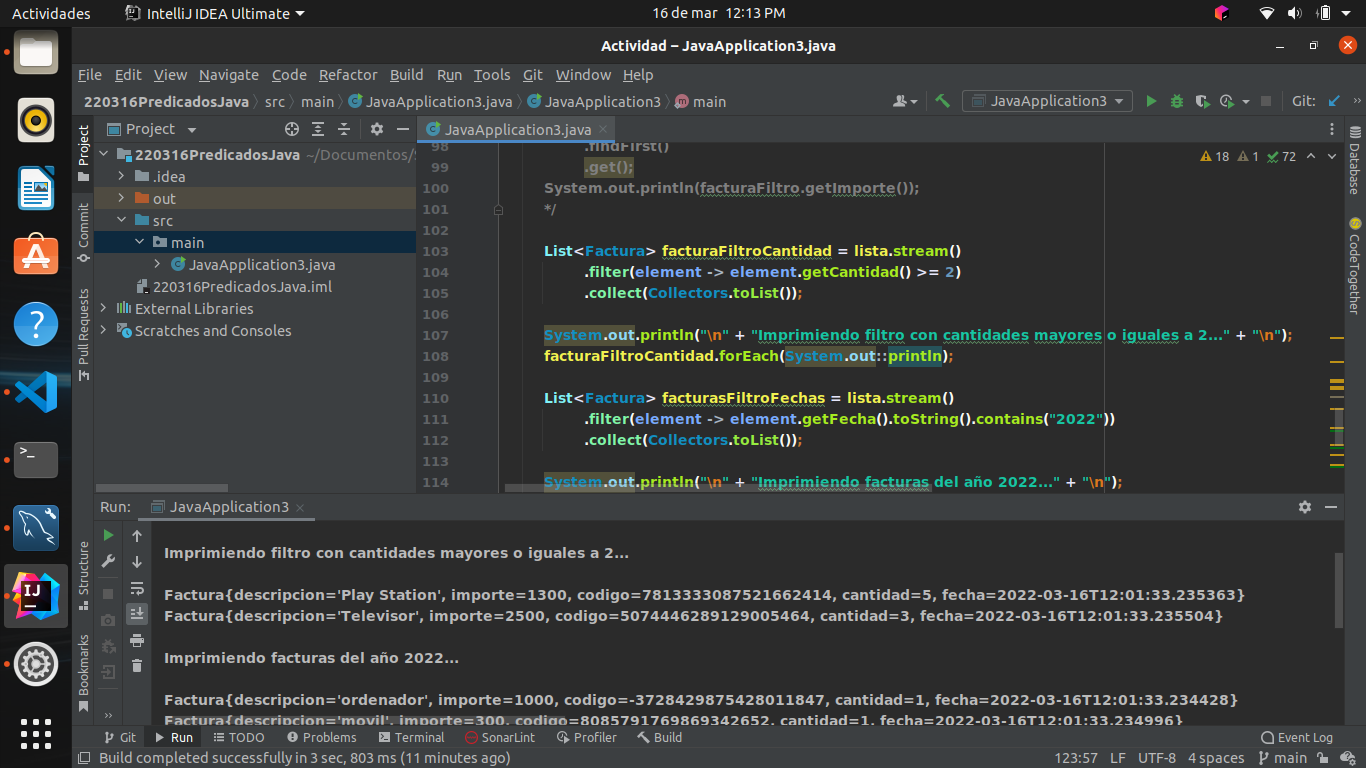 Actividades IntelliJ IDEA Ultimate 16 de mar 12:13 PM
Actividad – JavaApplication3.java
File Edit View Navigate Code Refactor Build Run Tools Git Window Help
220316PredicadosJava src main JavaApplication3.java JavaApplication3 main JavaApplication3 Git:
Project
JavaApplication3.java
220316PredicadosJava ~/Documentos/
.idea
out
src
main
JavaApplication3.java
220316PredicadosJava.iml
External Libraries
Scratches and Consoles
Project
Commit
Pull Requests
Structure
Bookmarks
18 1 72
98 .findFirst()
99 .get();
100 System.out.println(facturaFiltro.getImporte());
101 */
102
103 List<Factura> facturaFiltroCantidad = lista.stream()
104 .filter(element -> element.getCantidad() >= 2)
105 .collect(Collectors.toList());
106
107 System.out.println("\n" + "Imprimiendo filtro con cantidades mayores o iguales a 2..." + "\n");
108 facturaFiltroCantidad.forEach(System.out::println);
109
110 List<Factura> facturasFiltroFechas = lista.stream()
111 .filter(element -> element.getFecha().toString().contains("2022"))
112 .collect(Collectors.toList());
113
114 System.out.println("\n" + "Imprimiendo facturas del año 2022..." + "\n");
Database
CodeTogether
Run: JavaApplication3
Imprimiendo filtro con cantidades mayores o iguales a 2...
Factura{descripcion='Play Station', importe=1300, codigo=7813333087521662414, cantidad=5, fecha=2022-03-16T12:01:33.235363}
Factura{descripcion='Televisor', importe=2500, codigo=5074446289129005464, cantidad=3, fecha=2022-03-16T12:01:33.235504}
Imprimiendo facturas del año 2022...
Factura{descripcion='ordenador', importe=1000, codigo=-3728429875428011847, cantidad=1, fecha=2022-03-16T12:01:33.234428}
Factura{descripcion='movil', importe=300, codigo=8085791769869342652, cantidad=1, fecha=2022-03-16T12:01:33.234996}
Git Run TODO Problems Terminal SonarLint Profiler Build Event Log
Build completed successfully in 3 sec, 803 ms (11 minutes ago) 123:57 LF UTF-8 4 spaces main